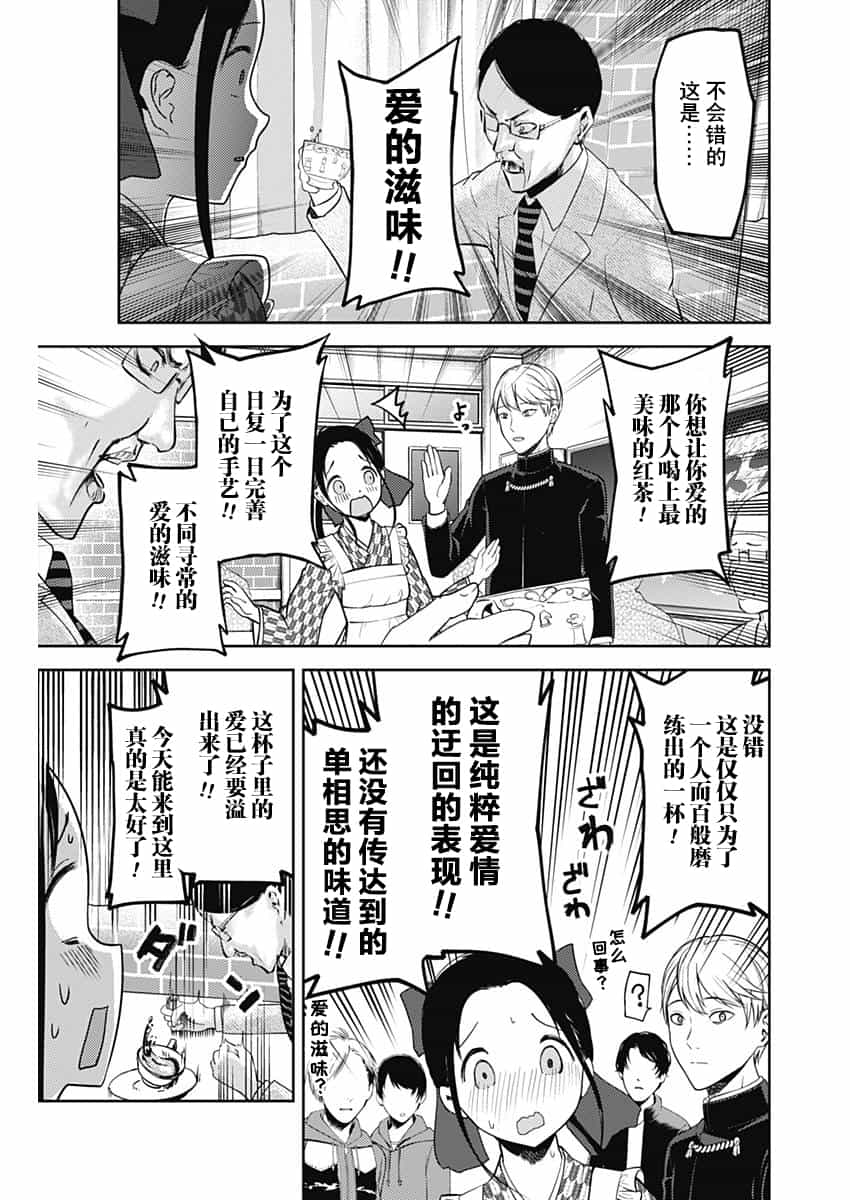 不会错的
这是……
爱的滋味!!
你想让你爱的
那个人喝上最
美味的红茶!
よっ
为了这个
日复一日完善
自己的手艺!!
不同寻常的
爱的滋味!!
没错
这是仅仅只为了
一个人而百般磨
练出的一杯!
这是纯粹爱情
的迂回的表现!!
还没有传达到的
单相思的味道!!
ざわ
ざわ
怎么
回事?
?
爱的滋味?
这杯子里的
爱已经要溢
出来了!!
今天能来到这里
真的是太好了!
ダン